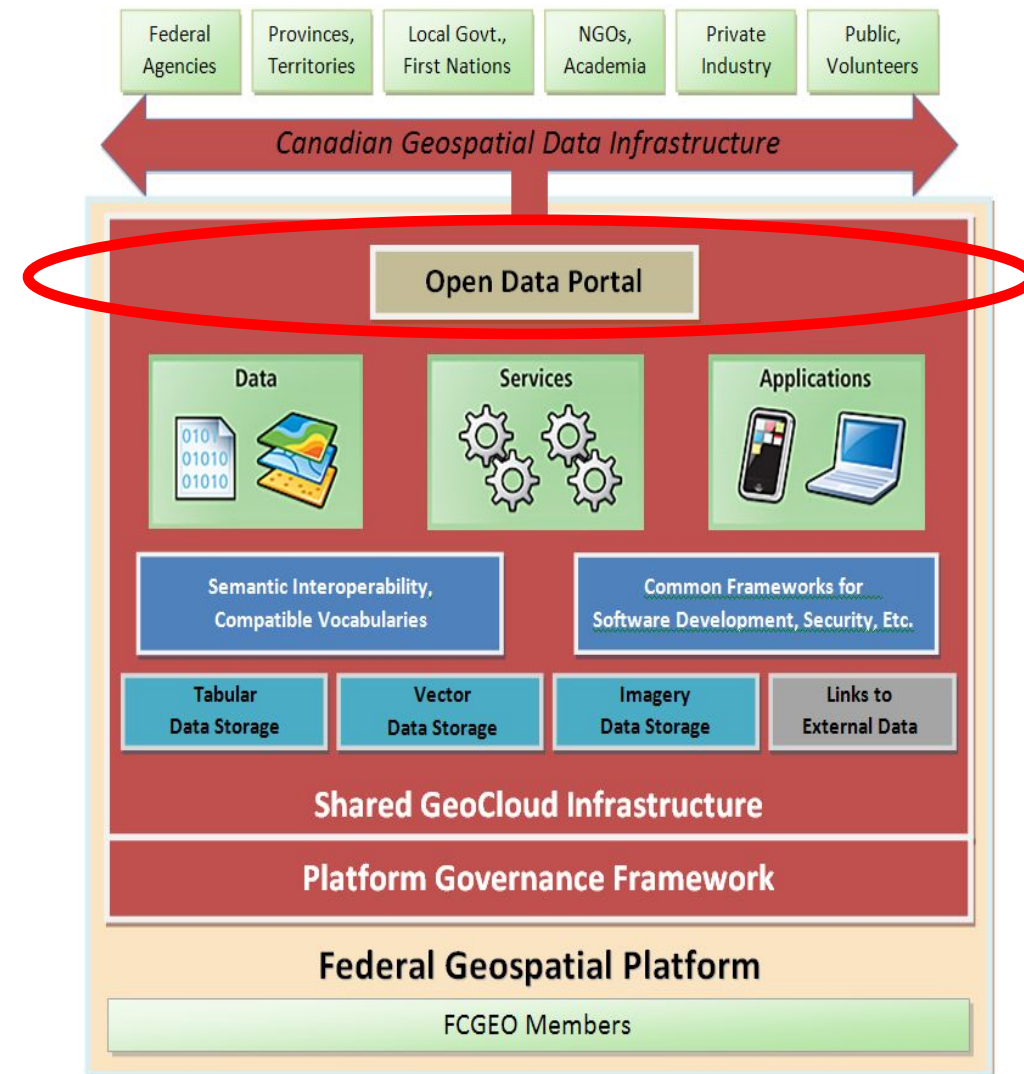 Federal
Agencies
Provinces,
Territories
Local Govt.,
First Nations
NGOs,
Academia
Private
Industry
Public,
Volunteers
Canadian Geospatial Data Infrastructure
Open Data Portal
Data
Services
Applications
0101
01010
01010
Semantic Interoperability,
Compatible Vocabularies
Common Frameworks for
Software Development, Security, Etc.
Tabular
Data Storage
Vector
Data Storage
Imagery
Data Storage
Links to
External Data
Shared GeoCloud Infrastructure
Platform Governance Framework
Federal Geospatial Platform
FCGEO Members